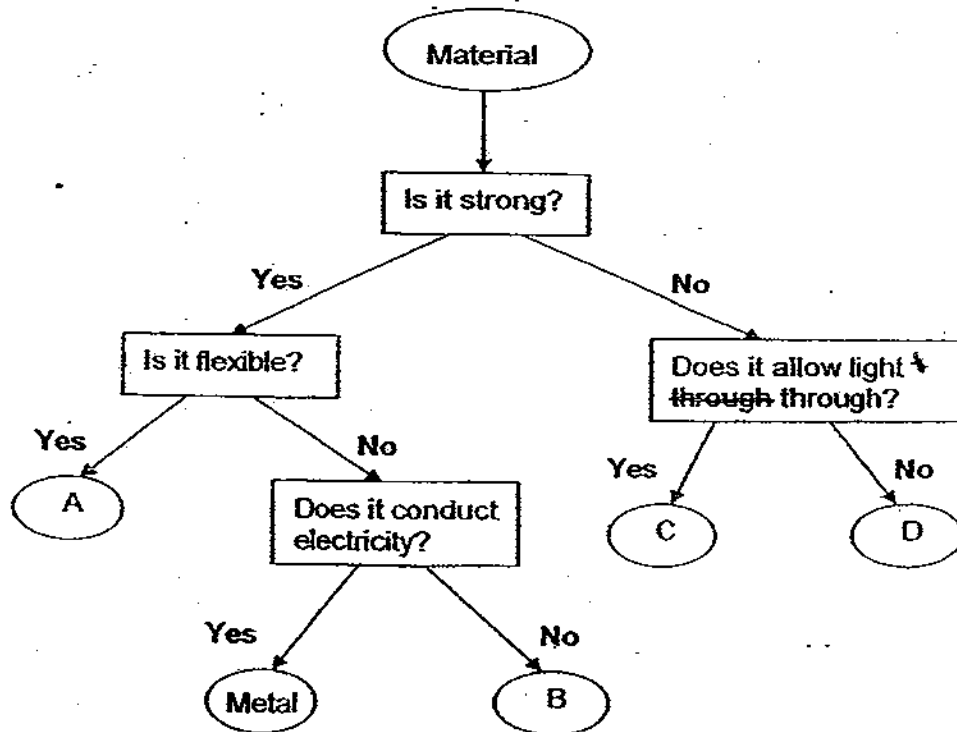 Material
Is it strong?
Yes
No
Is it flexible?
Does it allow light
through through?
Yes
No
Yes
No
A
Does it conduct
electricity?
C
D
Yes
No
Metal
B